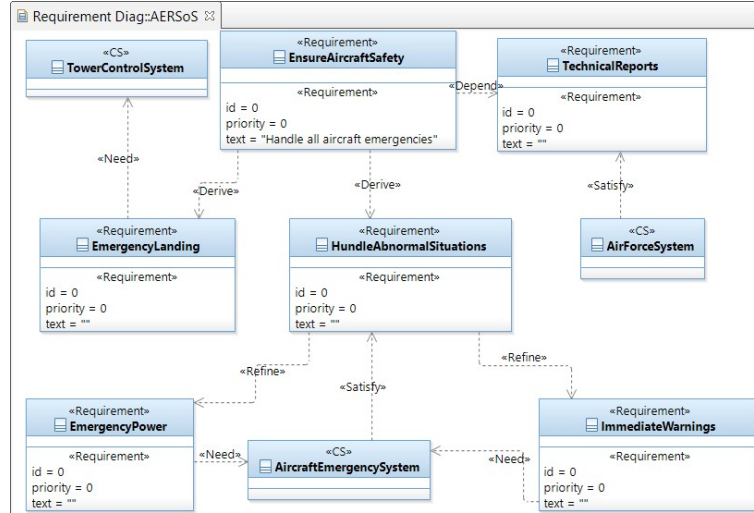 Requirement Diag::AERSoS
«CS»
TowerControlSystem
«Requirement»
EnsureAircraftSafety
«Requirement»
id = 0
priority = 0
text = "Handle all aircraft emergencies"
«Depend»
«Requirement»
TechnicalReports
«Requirement»
id = 0
priority = 0
text = ""
«Need»
«Derive»
«Derive»
«Satisfy»
«Requirement»
EmergencyLanding
«Requirement»
id = 0
priority = 0
text = ""
«Requirement»
HundleAbnormalSituations
«Requirement»
id = 0
priority = 0
text = ""
«CS»
AirForceSystem
«Refine»
«Satisfy»
«Refine»
«Requirement»
EmergencyPower
«Requirement»
id = 0
priority = 0
text = ""
«Need»
«CS»
AircraftEmergencySystem
«Need»
«Requirement»
ImmediateWarnings
«Requirement»
id = 0
priority = 0
text = ""